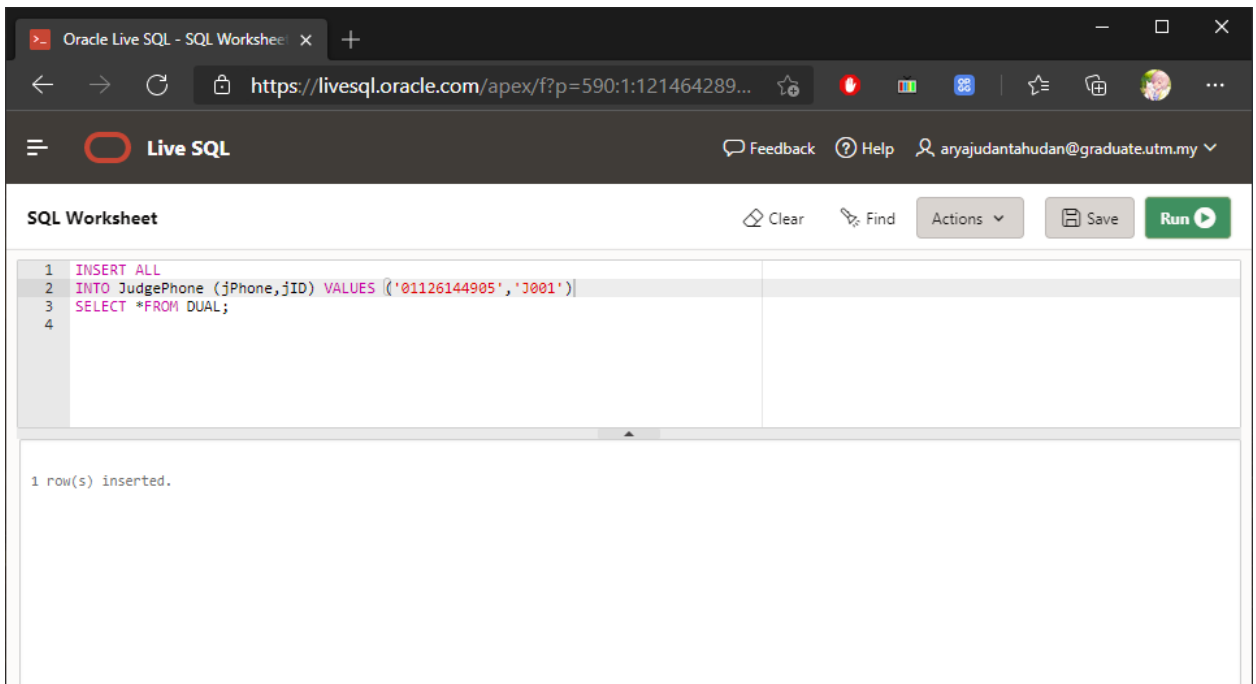 Oracle Live SQL - SQL Workshee
https://livesql.oracle.com/apex/f?p=590:1:121464289...
Live SQL Feedback Help aryajudantahudan@graduate.utm.my
SQL Worksheet Clear Find Actions Save Run
1 INSERT ALL
2 INTO JudgePhone (jPhone,jID) VALUES ('01126144905','J001')
3 SELECT *FROM DUAL;
4
1 row(s) inserted.